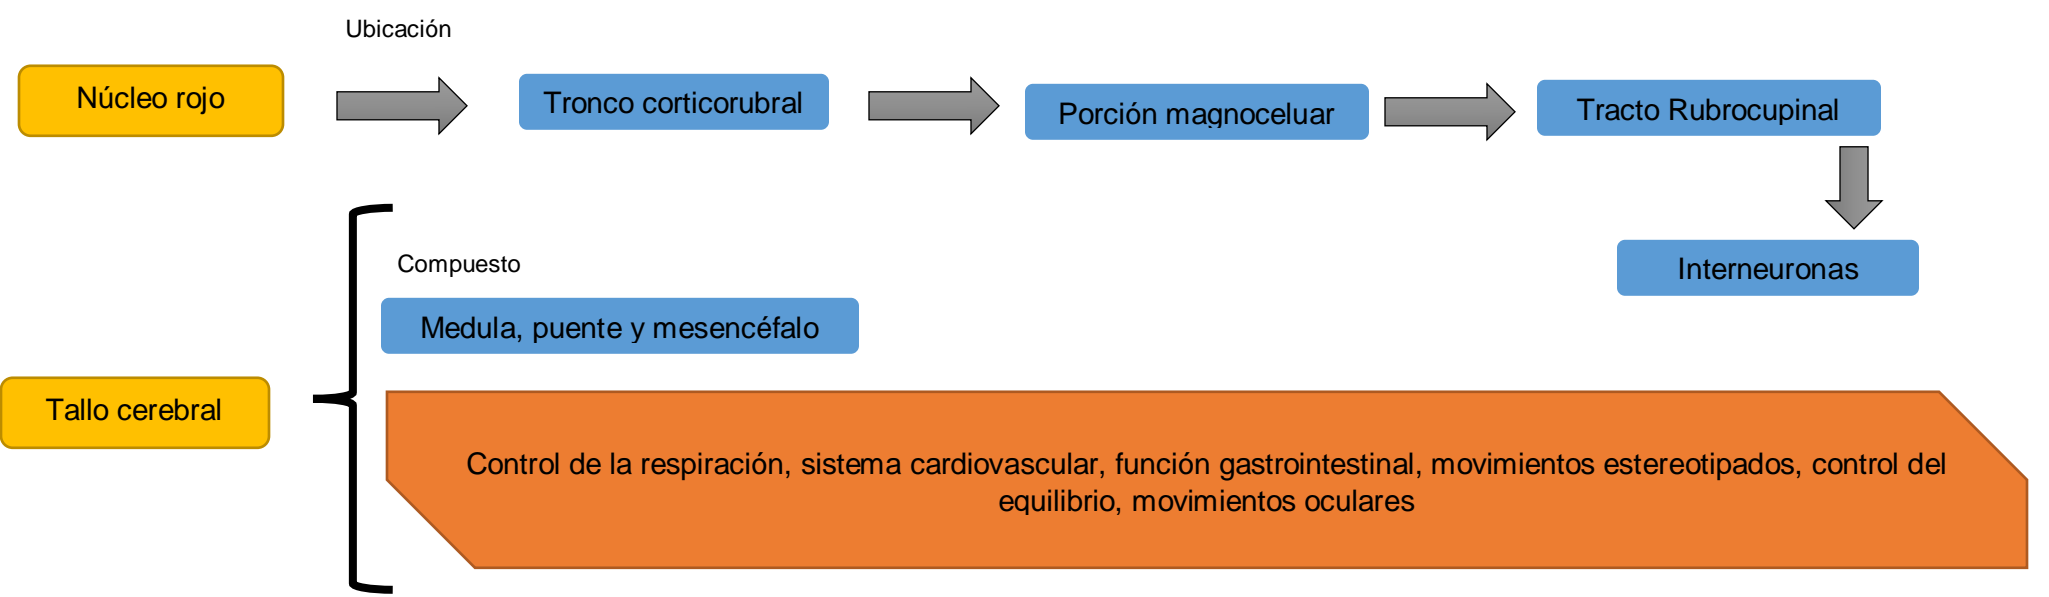 Ubicación
Núcleo rojo
Tronco corticorubral
Porción magnoceluar
Tracto Rubrocupinal
Interneuronas
Compuesto
Medula, puente y mesencéfalo
Tallo cerebral
Control de la respiración, sistema cardiovascular, función gastrointestinal, movimientos estereotipados, control del
equilibrio, movimientos oculares